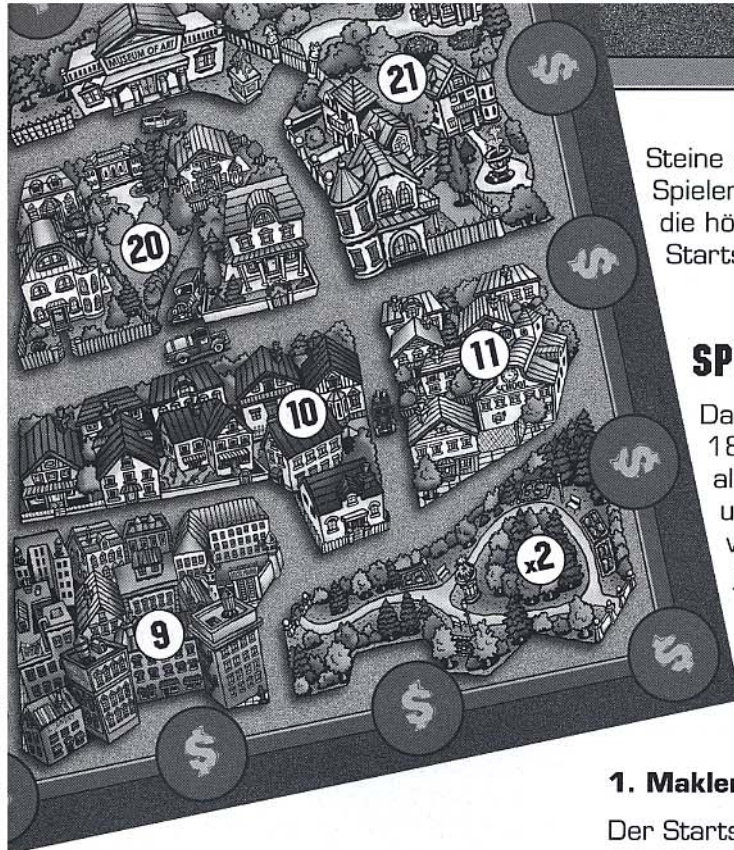 MUSEUM OF ART
21
20
11
SCHOOL
10
x2
9
$
$
$
$
$
$
Steine
Spieler
die hö
Starts
SP
Da
18
al
u
v
1. Makler
Der Starts